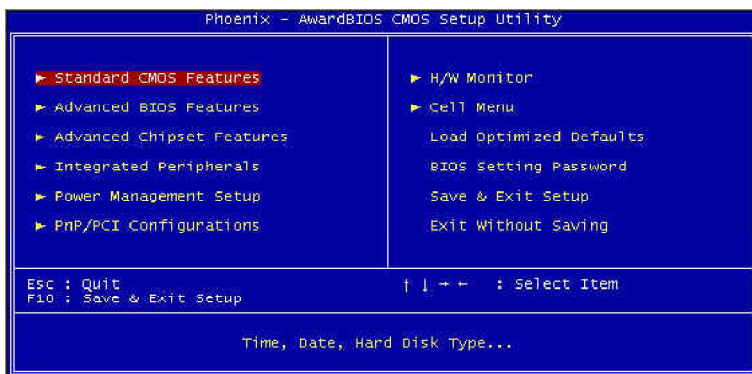 Phoenix - AwardBIOS CMOS Setup Utility
► Standard CMOS Features
► Advanced BIOS Features
► Advanced Chipset Features
► Integrated Peripherals
► Power Management Setup
► PnP/PCI Configurations
► H/W Monitor
► Cell Menu
Load Optimized Defaults
BIOS Setting Password
Save & Exit Setup
Exit Without Saving
Esc : Quit
F10 : Save & Exit Setup
↑ ↓ → ← : Select Item
Time, Date, Hard Disk Type...